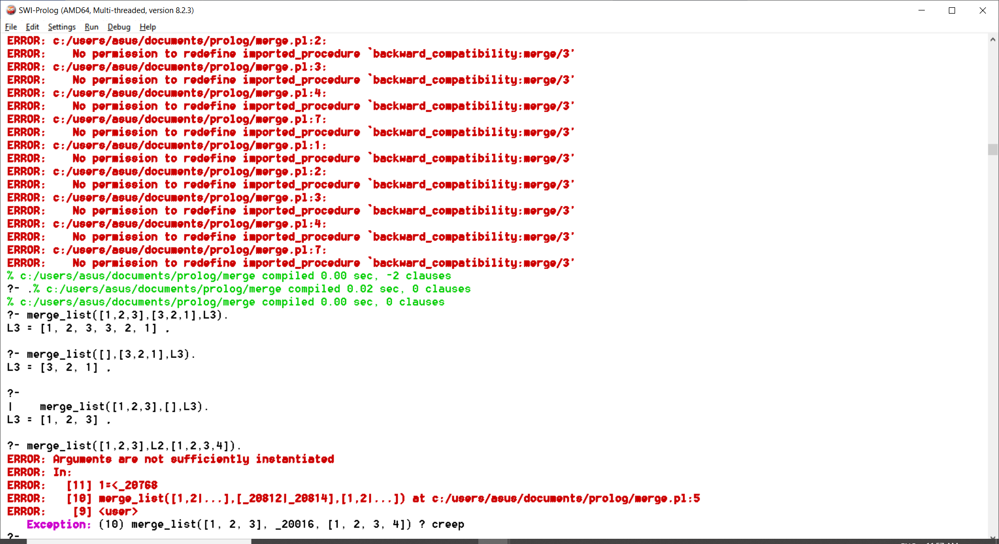 SWI-Prolog (AMD64, Multi-threaded, version 8.2.3)
File Edit Settings Run Debug Help
ERROR: c:/users/asus/documents/prolog/merge.pl:2:
ERROR:    No permission to redefine imported_procedure `backward_compatibility:merge/3'
ERROR: c:/users/asus/documents/prolog/merge.pl:3:
ERROR:    No permission to redefine imported_procedure `backward_compatibility:merge/3'
ERROR: c:/users/asus/documents/prolog/merge.pl:4:
ERROR:    No permission to redefine imported_procedure `backward_compatibility:merge/3'
ERROR: c:/users/asus/documents/prolog/merge.pl:7:
ERROR:    No permission to redefine imported_procedure `backward_compatibility:merge/3'
ERROR: c:/users/asus/documents/prolog/merge.pl:1:
ERROR:    No permission to redefine imported_procedure `backward_compatibility:merge/3'
ERROR: c:/users/asus/documents/prolog/merge.pl:2:
ERROR:    No permission to redefine imported_procedure `backward_compatibility:merge/3'
ERROR: c:/users/asus/documents/prolog/merge.pl:3:
ERROR:    No permission to redefine imported_procedure `backward_compatibility:merge/3'
ERROR: c:/users/asus/documents/prolog/merge.pl:4:
ERROR:    No permission to redefine imported_procedure `backward_compatibility:merge/3'
ERROR: c:/users/asus/documents/prolog/merge.pl:7:
ERROR:    No permission to redefine imported_procedure `backward_compatibility:merge/3'
% c:/users/asus/documents/prolog/merge compiled 0.00 sec, -2 clauses
?- .% c:/users/asus/documents/prolog/merge compiled 0.02 sec, 0 clauses
% c:/users/asus/documents/prolog/merge compiled 0.00 sec, 0 clauses
?- merge_list([1,2,3],[3,2,1],L3).
L3 = [1, 2, 3, 3, 2, 1] .
?- merge_list([],[3,2,1],L3).
L3 = [3, 2, 1] .
?-
|    merge_list([1,2,3],[],L3).
L3 = [1, 2, 3] .
?- merge_list([1,2,3],L2,[1,2,3,4]).
ERROR: Arguments are not sufficiently instantiated
ERROR: In:
ERROR:   [11] 1=<_20768
ERROR:   [10] merge_list([1,2|...],[_20812|_20814],[1,2|...]) at c:/users/asus/documents/prolog/merge.pl:5
ERROR:    [9] <user>
   Exception: (10) merge_list([1, 2, 3], _20016, [1, 2, 3, 4]) ? creep
?-